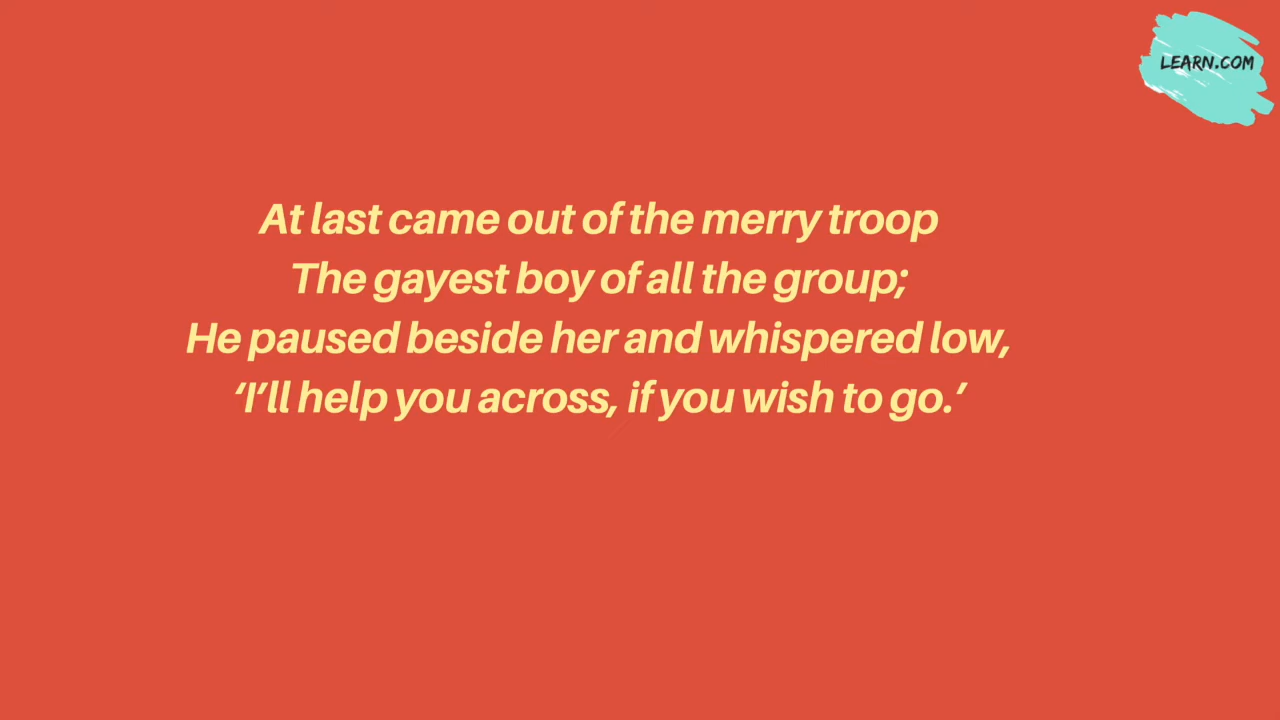 LEARN.COM
At last came out of the merry troop
The gayest boy of all the group;
He paused beside her and whispered low,
‘I’ll help you across, if you wish to go.’